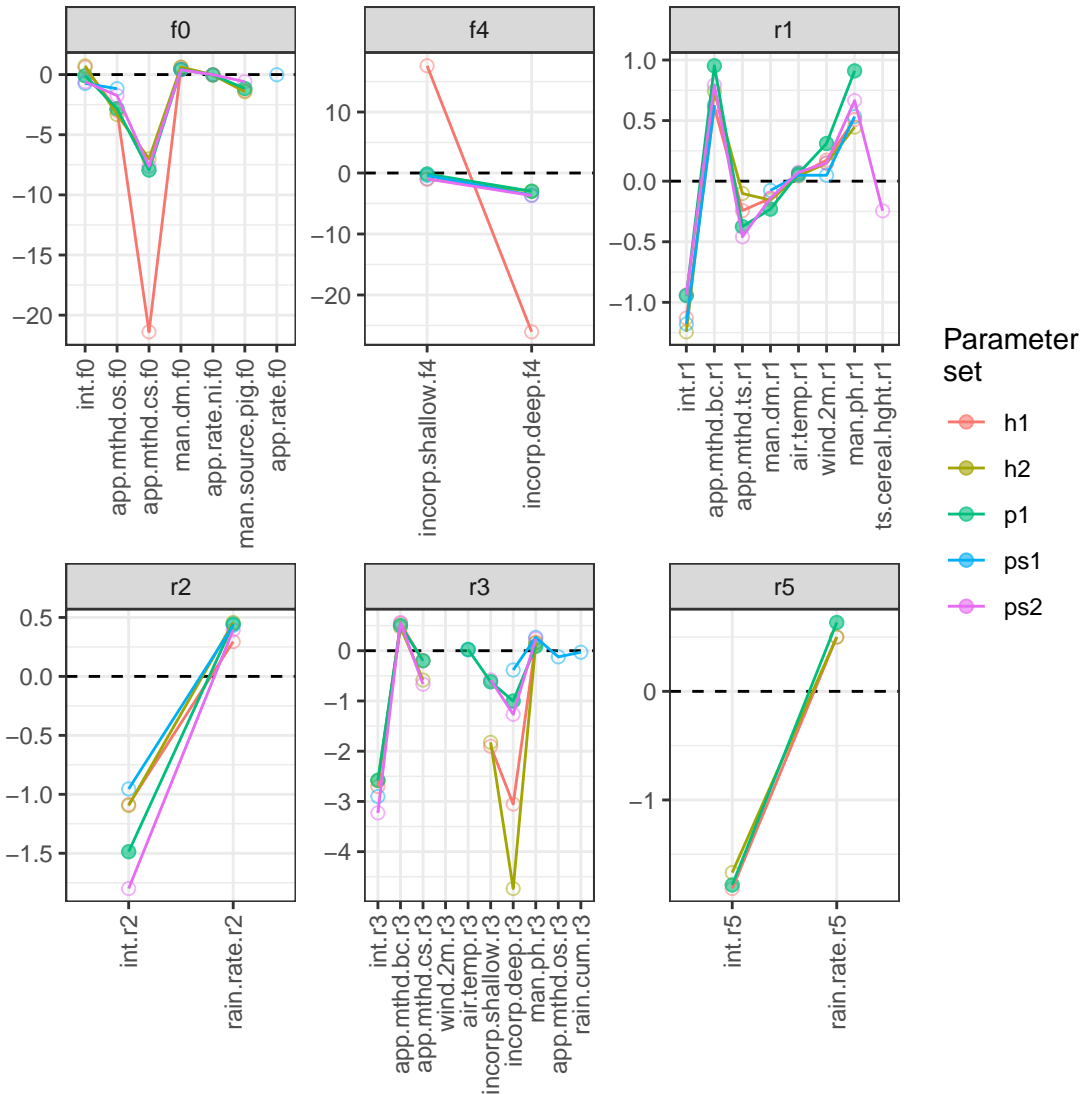 f0
f4
r1
0
−5
−10
−15
−20
10
0
−10
−20
1.0
0.5
0.0
−0.5
−1.0
int.f0
app.mthd.os.f0
app.mthd.cs.f0
man.dm.f0
app.rate.ni.f0
man.source.pig.f0
app.rate.f0
incorp.shallow.f4
incorp.deep.f4
int.r1
app.mthd.bc.r1
app.mthd.ts.r1
man.dm.r1
air.temp.r1
wind.2m.r1
man.ph.r1
ts.cereal.hght.r1
Parameter
set
h1
h2
p1
ps1
ps2
r2
r3
r5
0.5
0.0
−0.5
−1.0
−1.5
0
−1
−2
−3
−4
0
−1
int.r2
rain.rate.r2
int.r3
app.mthd.bc.r3
app.mthd.cs.r3
wind.2m.r3
air.temp.r3
incorp.shallow.r3
incorp.deep.r3
man.ph.r3
app.mthd.os.r3
rain.cum.r3
int.r5
rain.rate.r5